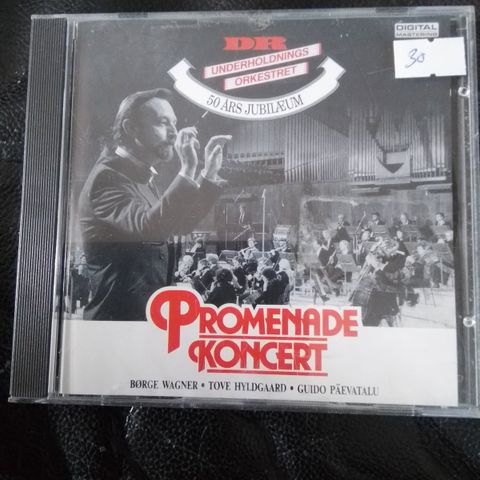 DR
UNDERHOLDNINGS
ORKESTRET
50 ÅRS JUBILÆUM
DIGITAL
MASTERING
30
PROMENADE
KONCERT
BØRGE WAGNER • TOVE HYLDGAARD • GUIDO PÄEVATALU